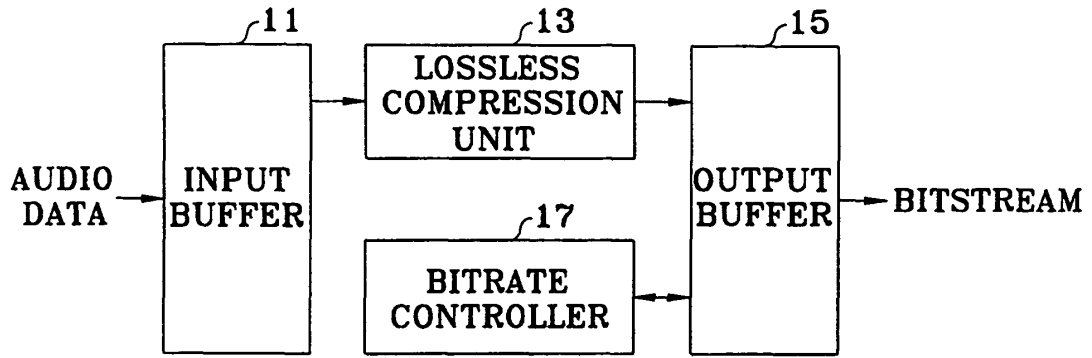 11
13
15
LOSSLESS
COMPRESSION
UNIT
AUDIO
DATA
INPUT
BUFFER
OUTPUT
BUFFER
BITSTREAM
17
BITRATE
CONTROLLER